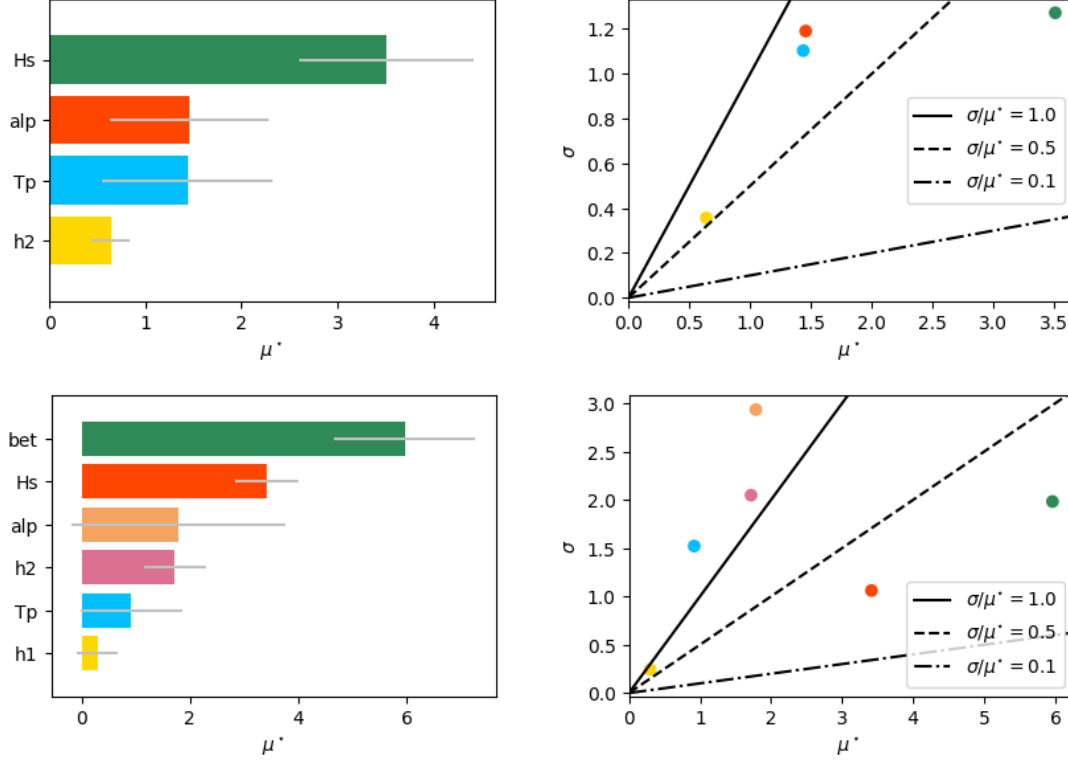 Hs
alp
Tp
h2
0 1 2 3 4
μ*
1.2
1.0
0.8
0.6
0.4
0.2
0.0
σ
σ/μ* = 1.0
σ/μ* = 0.5
σ/μ* = 0.1
0.0 0.5 1.0 1.5 2.0 2.5 3.0 3.5
μ*
bet
Hs
alp
h2
Tp
h1
0 2 4 6
μ*
3.0
2.5
2.0
1.5
1.0
0.5
0.0
σ
σ/μ* = 1.0
σ/μ* = 0.5
σ/μ* = 0.1
0 1 2 3 4 5 6
μ*